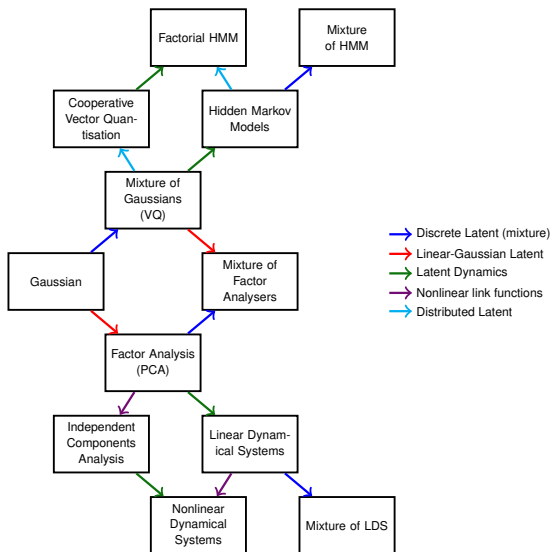 Factorial HMM
Mixture
of HMM
Cooperative
Vector Quan-
tisation
Hidden Markov
Models
Mixture of
Gaussians
(VQ)
Gaussian
Mixture of
Factor
Analysers
Discrete Latent (mixture)
Linear-Gaussian Latent
Latent Dynamics
Nonlinear link functions
Distributed Latent
Factor Analysis
(PCA)
Independent
Components
Analysis
Linear Dynam-
ical Systems
Nonlinear
Dynamical
Systems
Mixture of LDS